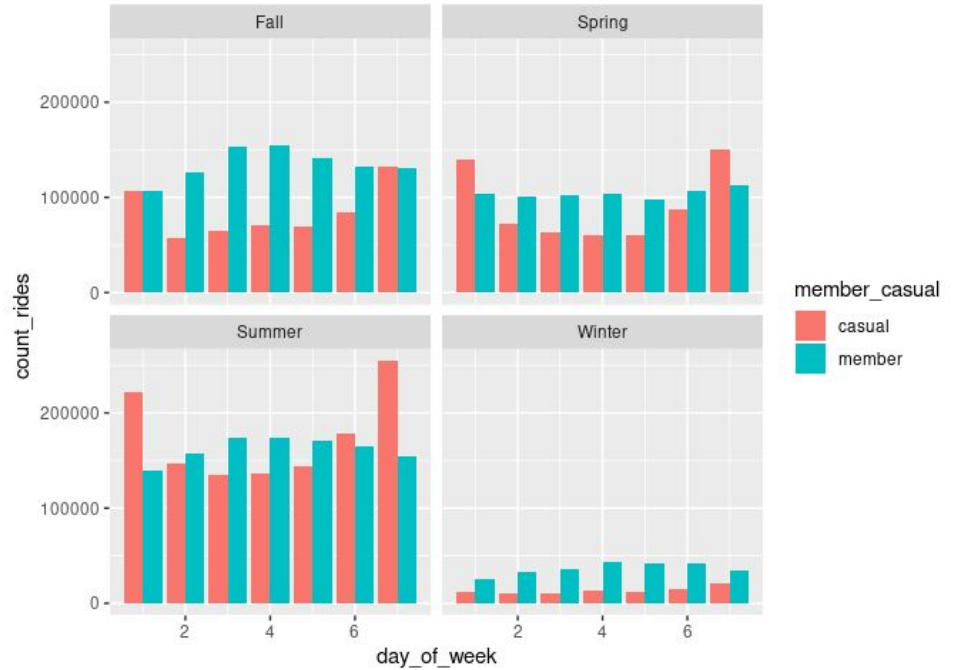 Fall
Spring
200000
100000
0
Summer
Winter
200000
100000
0
2
4
6
2
4
6
day_of_week
count_rides
member_casual
casual
member